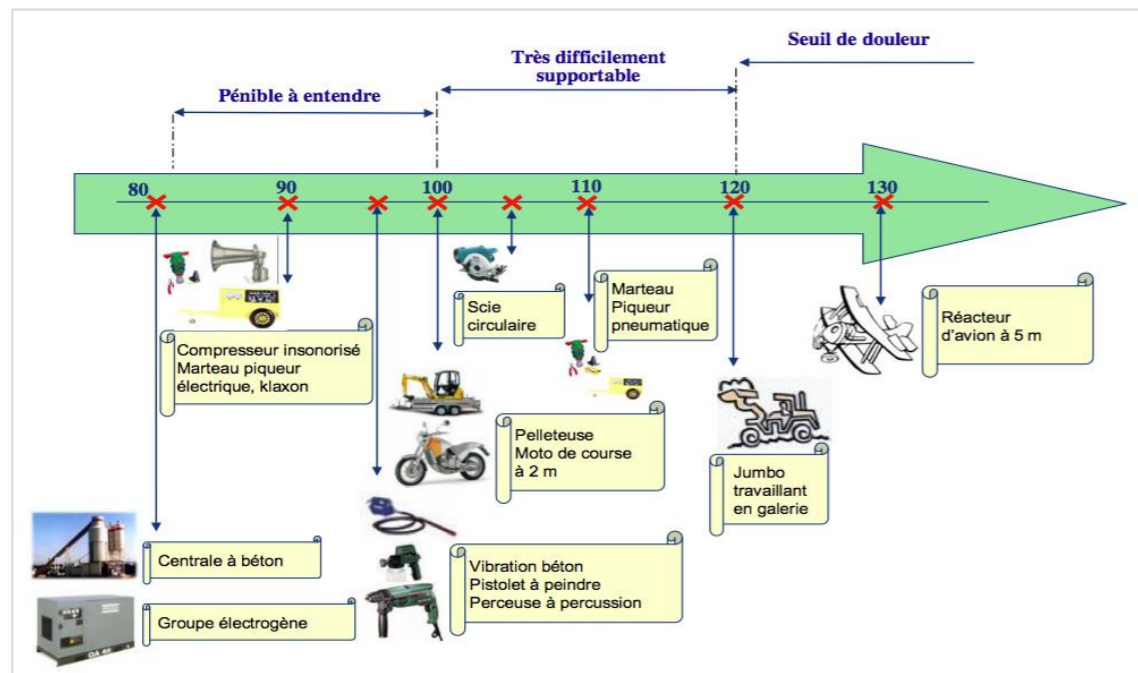 Seuil de douleur
Très difficilement
supportable
Pénible à entendre
80
90
100
110
120
130
Compresseur insonorisé
Marteau piqueur
électrique, klaxon
Scie
circulaire
Marteau
Piqueur
pneumatique
Réacteur
d'avion à 5 m
Pelleteuse
Moto de course
à 2 m
Jumbo
travaillant
en galerie
Centrale à béton
Vibration béton
Pistolet à peindre
Perceuse à percussion
Groupe électrogène